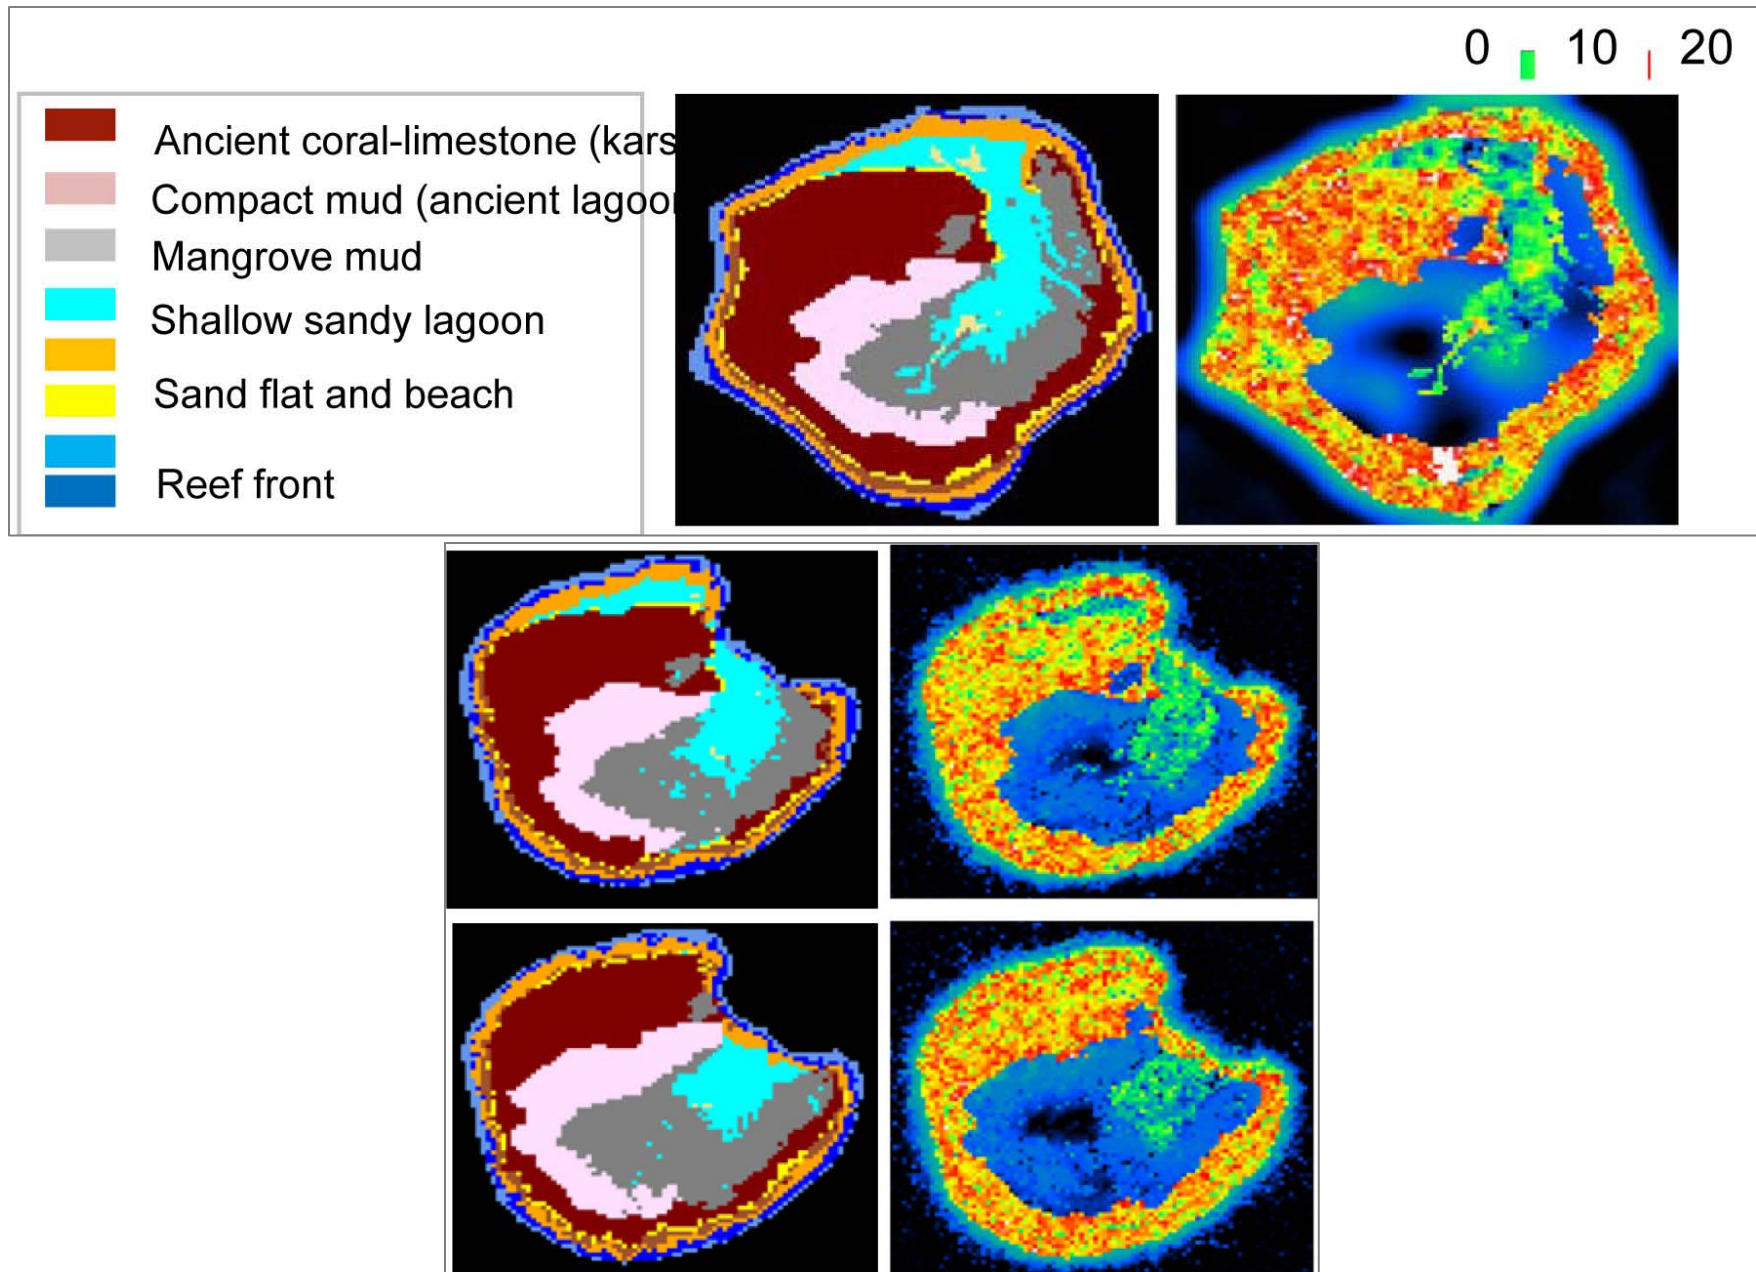 0 10 20
Ancient coral-limestone (kars
Compact mud (ancient lagoo
Mangrove mud
Shallow sandy lagoon
Sand flat and beach
Reef front